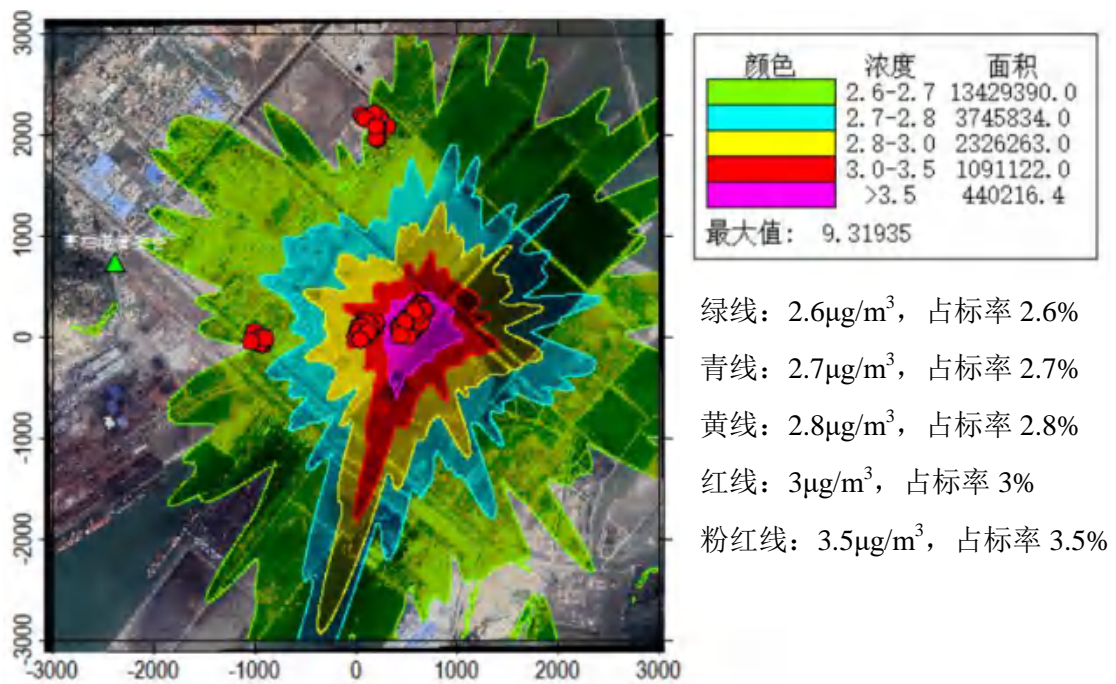 3000
2000
1000
0
-1000
-2000
-3000
-3000 -2000 -1000 0 1000 2000 3000
颜色 浓度 面积
2.6-2.7 13429390.0
2.7-2.8 3745834.0
2.8-3.0 2326263.0
3.0-3.5 1091122.0
>3.5 440216.4
最大值: 9.31935
绿线：2.6μg/m³，占标率 2.6%
青线：2.7μg/m³，占标率 2.7%
黄线：2.8μg/m³，占标率 2.8%
红线：3μg/m³，占标率 3%
粉红线：3.5μg/m³，占标率 3.5%